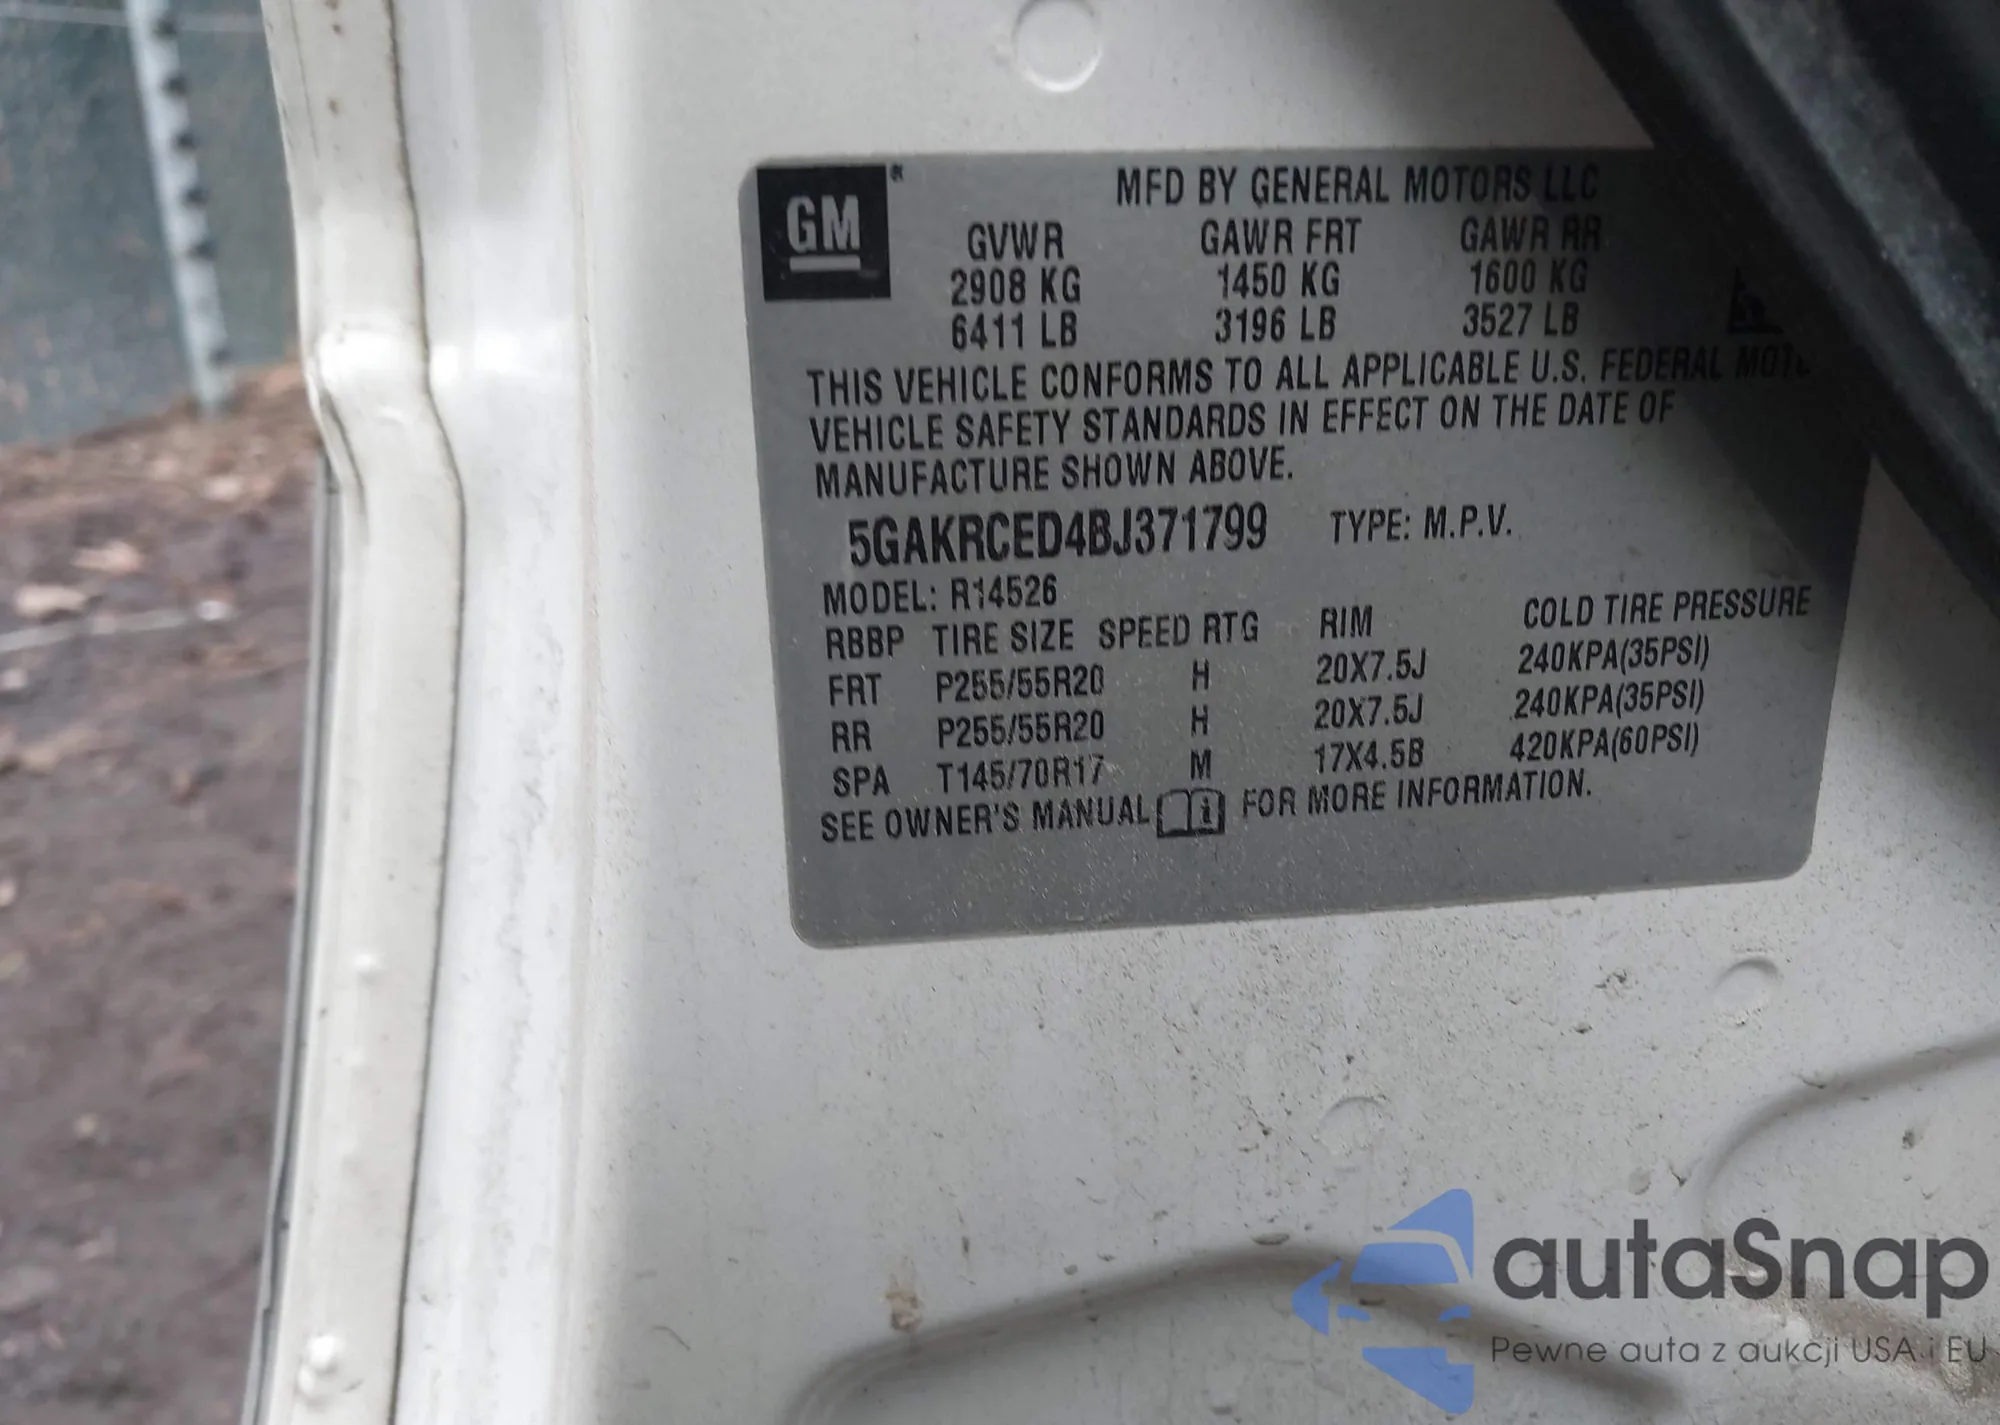 GM ®
MFD BY GENERAL MOTORS LLC
GVWR GAWR FRT GAWR RR
2908 KG 1450 KG 1600 KG
6411 LB 3196 LB 3527 LB
THIS VEHICLE CONFORMS TO ALL APPLICABLE U.S. FEDERAL
VEHICLE SAFETY STANDARDS IN EFFECT ON THE DATE OF
MANUFACTURE SHOWN ABOVE.
5GAKRCED4BJ371799 TYPE: M.P.V.
MODEL: R14526
RBBP TIRE SIZE SPEED RTG RIM COLD TIRE PRESSURE
FRT P255/55R20 H 20X7.5J 240KPA(35PSI)
RR P255/55R20 H 20X7.5J 240KPA(35PSI)
SPA T145/70R17 M 17X4.5B 420KPA(60PSI)
SEE OWNER'S MANUAL i FOR MORE INFORMATION.
autaSnap
Pewne auta z aukcji USA i EU